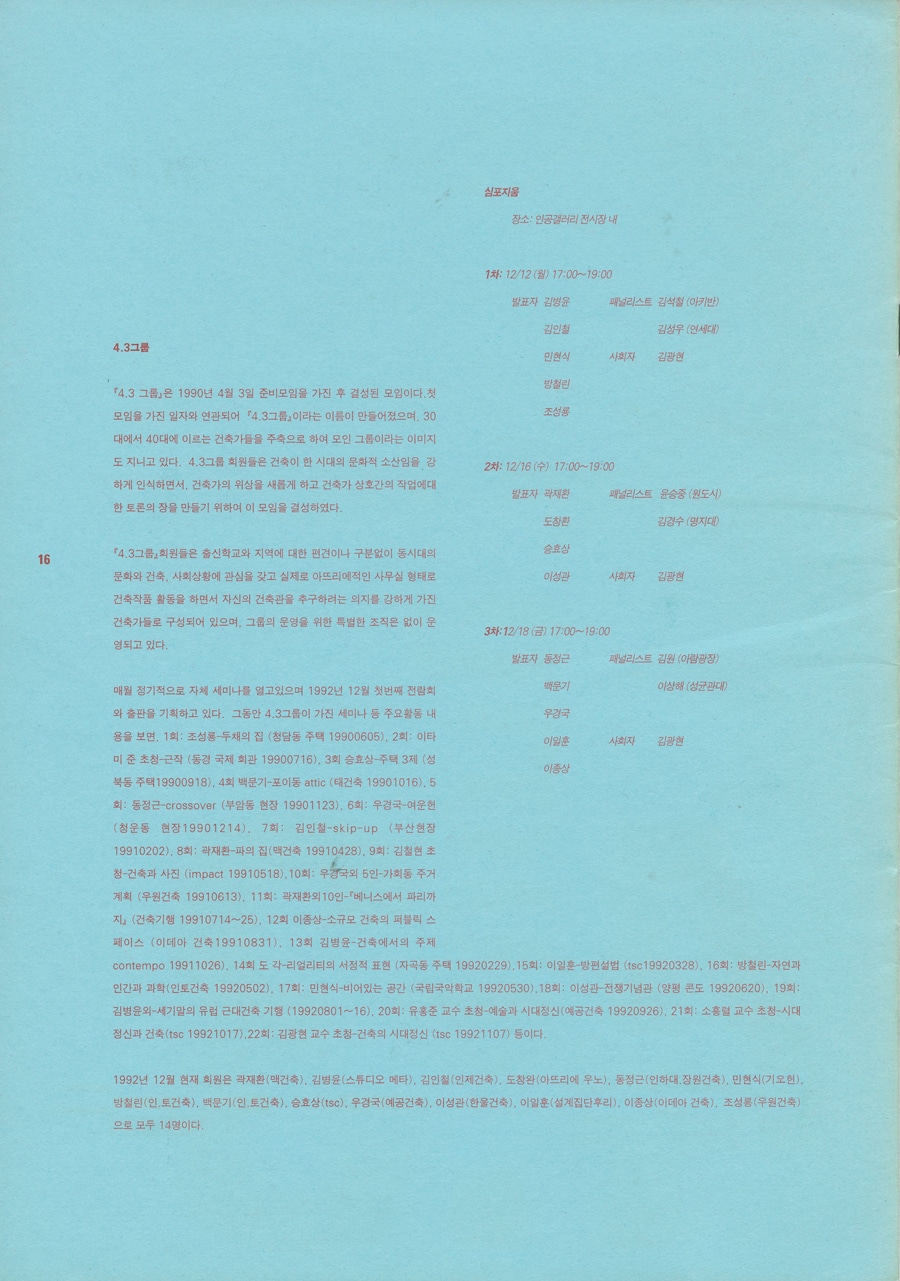 심포지움
장소: 인공갤러리 전시장 내
1차: 12/12 (월) 17:00~19:00
발표자 김병윤 패널리스트 김석철 (아키반)
김인철 김성우 (연세대)
민현식 사회자 김광현
방철린
조성룡
2차: 12/16 (수) 17:00~19:00
발표자 곽재환 패널리스트 윤승중 (원도시)
도창환 김경수 (명지대)
승효상
이성관 사회자 김광현
3차:12/18 (금) 17:00~19:00
발표자 동정근 패널리스트 김원 (아람광장)
백문기 이상해 (성균관대)
우경국
이일훈 사회자 김광현
이종상
4.3그룹
『4.3 그룹』은 1990년 4월 3일 준비모임을 가진 후 결성된 모임이다.첫
모임을 가진 일자와 연관되어 『4.3그룹』이라는 이름이 만들어졌으며, 30
대에서 40대에 이르는 건축가들을 주축으로 하여 모인 그룹이라는 이미지
도 지니고 있다. 4.3그룹 회원들은 건축이 한 시대의 문화적 소산임을 강
하게 인식하면서, 건축가의 위상을 새롭게 하고 건축가 상호간의 작업에대
한 토론의 장을 만들기 위하여 이 모임을 결성하였다.
『4.3그룹』회원들은 출신학교와 지역에 대한 편견이나 구분없이 동시대의
문화와 건축, 사회상황에 관심을 갖고 실제로 아뜨리에적인 사무실 형태로
건축작품 활동을 하면서 자신의 건축관을 추구하려는 의지를 강하게 가진
건축가들로 구성되어 있으며, 그룹의 운영을 위한 특별한 조직은 없이 운
영되고 있다.
16
매월 정기적으로 자체 세미나를 열고있으며 1992년 12월 첫번째 전람회
와 출판을 기획하고 있다. 그동안 4.3그룹이 가진 세미나 등 주요활동 내
용을 보면, 1회: 조성룡-두채의 집 (청담동 주택 19900605), 2회: 이타
미 준 초청-근작 (동경 국제 회관 19900716), 3회 승효상-주택 3제 (성
북동 주택19900918), 4회 백문기-포이동 attic (태건축 19901016), 5
회: 동정근-crossover (부암동 현장 19901123), 6회: 우경국-여운헌
(청운동 현장19901214), 7회: 김인철-skip-up (부산현장
19910202), 8회: 곽재환-파의 집(맥건축 19910428), 9회: 김철현 초
청-건축과 사진 (impact 19910518),10회: 우경국외 5인-가회동 주거
계획 (우원건축 19910613), 11회: 곽재환외10인-『베니스에서 파리까
지』 (건축기행 19910714~25), 12회 이종상-소규모 건축의 퍼블릭 스
페이스 (이데아 건축19910831), 13회 김병윤-건축에서의 주제
contempo 19911026), 14회 도 각-리얼리티의 서정적 표현 (자곡동 주택 19920229),15회: 이일훈-방편설법 (tsc19920328), 16회: 방철린-자연과
인간과 과학(인토건축 19920502), 17회: 민현식-비어있는 공간 (국립국악학교 19920530),18회: 이성관-전쟁기념관 (양평 콘도 19920620), 19회:
김병윤외-세기말의 유럽 근대건축 기행 (19920801~16), 20회: 유홍준 교수 초청-예술과 시대정신(예공건축 19920926), 21회: 소흥렬 교수 초청-시대
정신과 건축(tsc 19921017),22회: 김광현 교수 초청-건축의 시대정신 (tsc 19921107) 등이다.
1992년 12월 현재 회원은 곽재환(맥건축), 김병윤(스튜디오 메타), 김인철(인제건축), 도창완(아뜨리에 우노), 동정근(인하대.장원건축), 민현식(기오헌),
방철린(인.토건축), 백문기(인.토건축), 승효상(tsc), 우경국(예공건축), 이성관(한울건축), 이일훈(설계집단후리), 이종상(이데아 건축), 조성룡(우원건축)
으로 모두 14명이다.